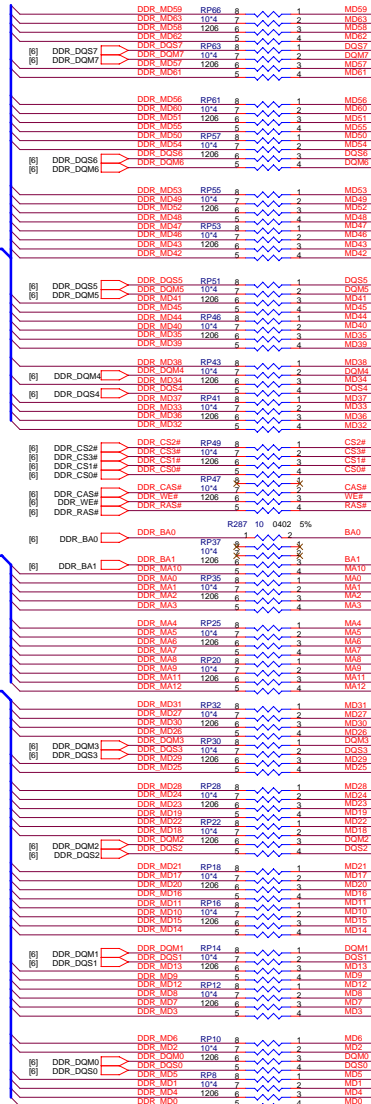 DDR_MD59 RP66 8 1 MD59
DDR_MD63 10*4 7 2 MD63
DDR_MD58 1206 6 3 MD58
DDR_MD62 5 4 MD62
[6] DDR_DQS7 DDR_DQS7 RP63 8 1 DQS7
[6] DDR_DQM7 DDR_DQM7 10*4 7 2 DQM7
DDR_MD57 1206 6 3 MD57
DDR_MD61 5 4 MD61
DDR_MD56 RP61 8 1 MD56
DDR_MD60 10*4 7 2 MD60
DDR_MD51 1206 6 3 MD51
DDR_MD55 5 4 MD55
DDR_MD50 RP57 8 1 MD50
DDR_MD54 10*4 7 2 MD54
[6] DDR_DQS6 DDR_DQS6 1206 6 3 DQS6
[6] DDR_DQM6 DDR_DQM6 5 4 DQM6
DDR_MD53 RP55 8 1 MD53
DDR_MD49 10*4 7 2 MD49
DDR_MD52 1206 6 3 MD52
DDR_MD48 5 4 MD48
DDR_MD47 RP53 8 1 MD47
DDR_MD46 10*4 7 2 MD46
DDR_MD43 1206 6 3 MD43
DDR_MD42 5 4 MD42
[6] DDR_DQS5 DDR_DQS5 RP51 8 1 DQS5
[6] DDR_DQM5 DDR_DQM5 10*4 7 2 DQM5
DDR_MD41 1206 6 3 MD41
DDR_MD45 5 4 MD45
DDR_MD44 RP46 8 1 MD44
DDR_MD40 10*4 7 2 MD40
DDR_MD35 1206 6 3 MD35
DDR_MD39 5 4 MD39
DDR_MD38 RP43 8 1 MD38
[6] DDR_DQM4 DDR_DQM4 10*4 7 2 DQM4
DDR_MD34 1206 6 3 MD34
[6] DDR_DQS4 DDR_DQS4 5 4 DQS4
DDR_MD37 RP41 8 1 MD37
DDR_MD33 10*4 7 2 MD33
DDR_MD36 1206 6 3 MD36
DDR_MD32 5 4 MD32
[6] DDR_CS2# DDR_CS2# RP49 8 1 CS2#
[6] DDR_CS3# DDR_CS3# 10*4 7 2 CS3#
[6] DDR_CS1# DDR_CS1# 1206 6 3 CS1#
[6] DDR_CS0# DDR_CS0# 5 4 CS0#
RP47 8 1
[6] DDR_CAS# DDR_CAS# 10*4 7 2 CAS#
[6] DDR_WE# DDR_WE# 1206 6 3 WE#
[6] DDR_RAS# DDR_RAS# 5 4 RAS#
R287 10 0402 5%
[6] DDR_BA0 DDR_BA0 1 2 BA0
RP37 8 1
10*4
[6] DDR_BA1 DDR_BA1 1206 6 3 BA1
DDR_MA10 5 4 MA10
DDR_MA0 RP35 8 1 MA0
DDR_MA1 10*4 7 2 MA1
DDR_MA2 1206 6 3 MA2
DDR_MA3 5 4 MA3
DDR_MA4 RP25 8 1 MA4
DDR_MA5 10*4 7 2 MA5
DDR_MA6 1206 6 3 MA6
DDR_MA7 5 4 MA7
DDR_MA8 RP20 8 1 MA8
DDR_MA9 10*4 7 2 MA9
DDR_MA11 1206 6 3 MA11
DDR_MA12 5 4 MA12
DDR_MD31 RP32 8 1 MD31
DDR_MD27 10*4 7 2 MD27
DDR_MD30 1206 6 3 MD30
DDR_MD26 5 4 MD26
[6] DDR_DQM3 DDR_DQM3 RP30 8 1 DQM3
[6] DDR_DQS3 DDR_DQS3 10*4 7 2 DQS3
DDR_MD29 1206 6 3 MD29
DDR_MD25 5 4 MD25
DDR_MD28 RP28 8 1 MD28
DDR_MD24 10*4 7 2 MD24
DDR_MD23 1206 6 3 MD23
DDR_MD19 5 4 MD19
DDR_MD22 RP22 8 1 MD22
DDR_MD18 10*4 7 2 MD18
[6] DDR_DQM2 DDR_DQM2 1206 6 3 DQM2
[6] DDR_DQS2 DDR_DQS2 5 4 DQS2
DDR_MD21 RP18 8 1 MD21
DDR_MD17 10*4 7 2 MD17
DDR_MD20 1206 6 3 MD20
DDR_MD16 5 4 MD16
DDR_MD11 RP16 8 1 MD11
DDR_MD10 10*4 7 2 MD10
DDR_MD15 1206 6 3 MD15
DDR_MD14 5 4 MD14
[6] DDR_DQM1 DDR_DQM1 RP14 8 1 DQM1
[6] DDR_DQS1 DDR_DQS1 10*4 7 2 DQS1
DDR_MD13 1206 6 3 MD13
DDR_MD9 5 4 MD9
DDR_MD12 RP12 8 1 MD12
DDR_MD8 10*4 7 2 MD8
DDR_MD7 1206 6 3 MD7
DDR_MD3 5 4 MD3
DDR_MD6 RP10 8 1 MD6
DDR_MD2 10*4 7 2 MD2
[6] DDR_DQM0 DDR_DQM0 1206 6 3 DQM0
[6] DDR_DQS0 DDR_DQS0 5 4 DQS0
DDR_MD5 RP8 8 1 MD5
DDR_MD1 10*4 7 2 MD1
DDR_MD4 1206 6 3 MD4
DDR_MD0 5 4 MD0